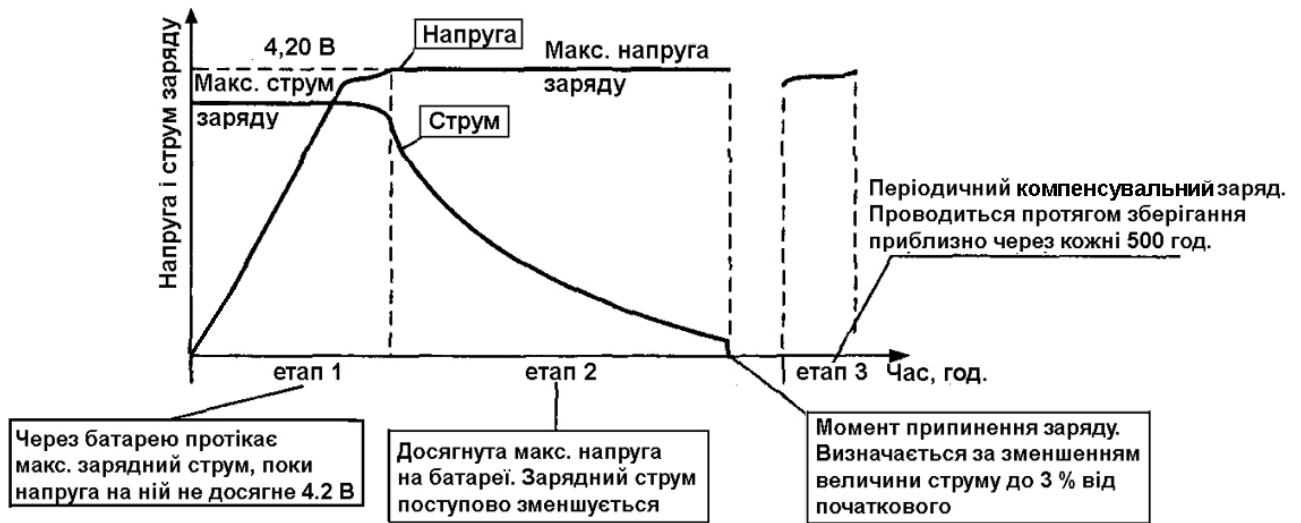 4,20 В
Напруга
Макс. напруга
заряду
Макс. струм
заряду
Струм
Напруга і струм заряду
Періодичний компенсувальний заряд.
Проводиться протягом зберігання
приблизно через кожні 500 год.
етап 1
етап 2
етап 3
Час, год.
Через батарею протікає
макс. зарядний струм, поки
напруга на ній не досягне 4.2 В
Досягнута макс. напруга
на батареї. Зарядний струм
поступово зменшується
Момент припинення заряду.
Визначається за зменшенням
величини струму до 3 % від
початкового